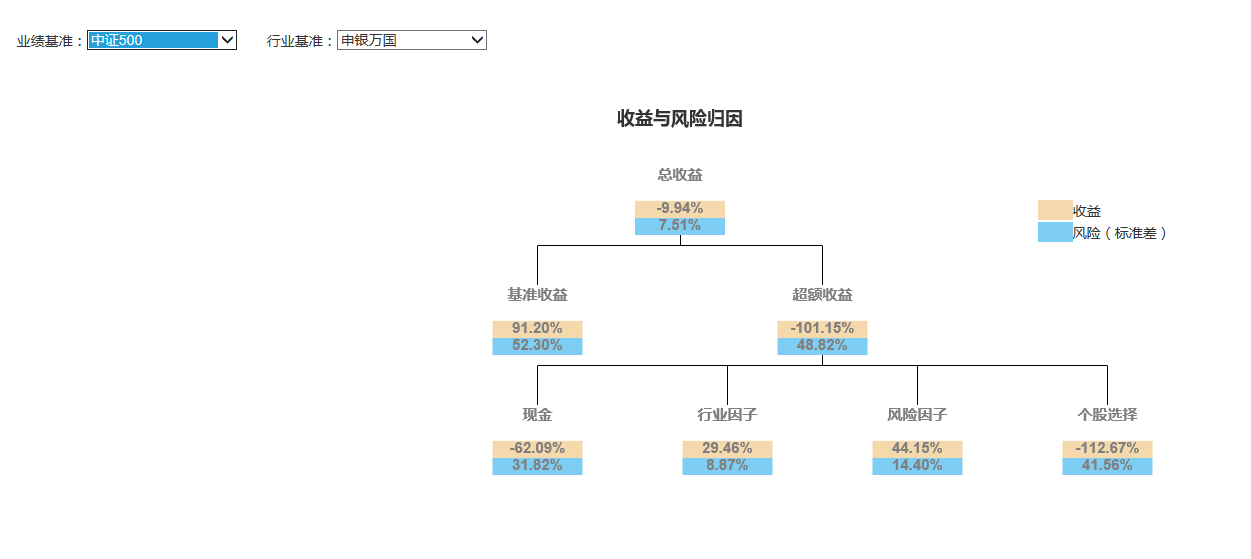 业绩基准：中证500 行业基准：申银万国
收益与风险归因
总收益
-9.94%
7.51%
收益
风险（标准差）
基准收益 超额收益
91.20% -101.15%
52.30% 48.82%
现金 行业因子 风险因子 个股选择
-62.09% 29.46% 44.15% -112.67%
31.82% 8.87% 14.40% 41.56%